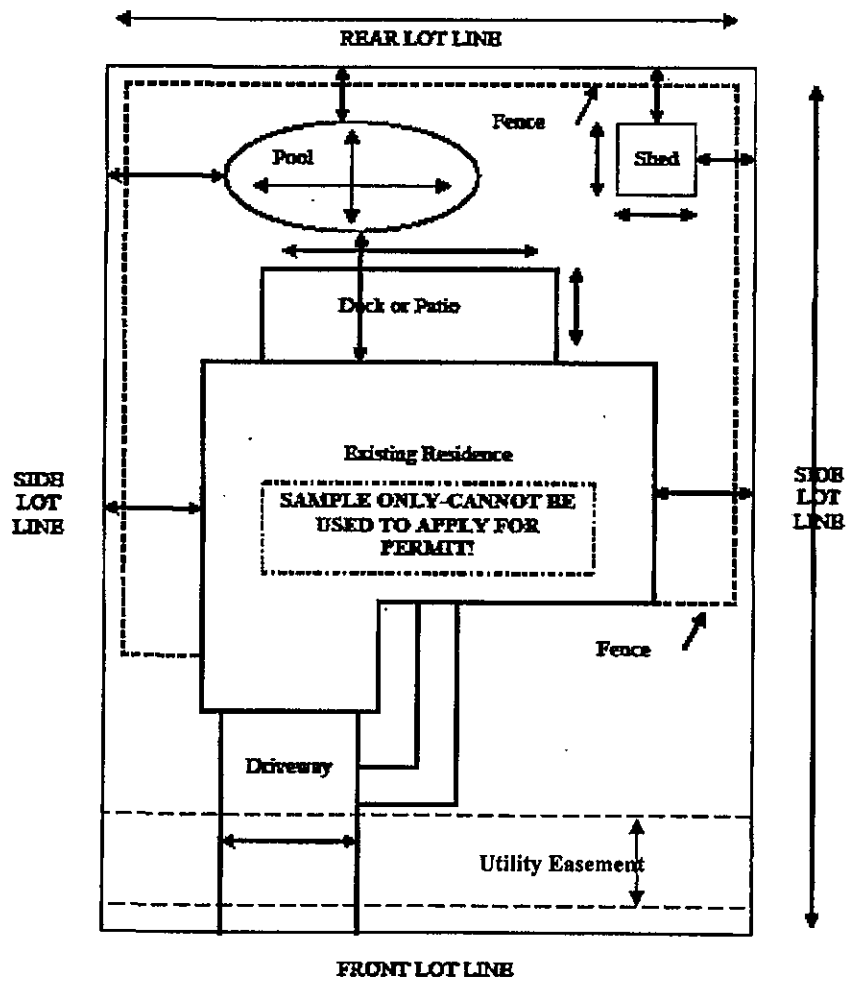 REAR LOT LINE
Fence
Pool
Shed
Deck or Patio
Existing Residence
SIDE
LOT
LINE
SAMPLE ONLY-CANNOT BE
USED TO APPLY FOR
PERMIT!
SIDE
LOT
LINE
Fence
Driveway
Utility Easement
FRONT LOT LINE